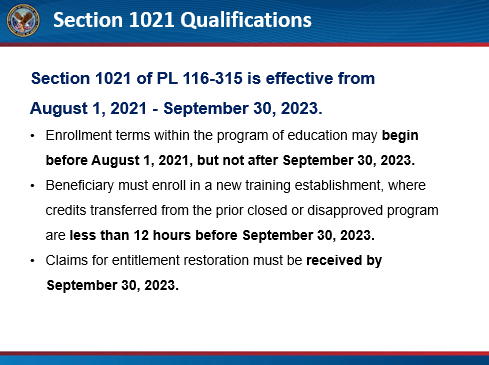 Section 1021 Qualifications
Section 1021 of PL 116-315 is effective from
August 1, 2021 - September 30, 2023.
• Enrollment terms within the program of education may begin
before August 1, 2021, but not after September 30, 2023.
• Beneficiary must enroll in a new training establishment, where
credits transferred from the prior closed or disapproved program
are less than 12 hours before September 30, 2023.
• Claims for entitlement restoration must be received by
September 30, 2023.